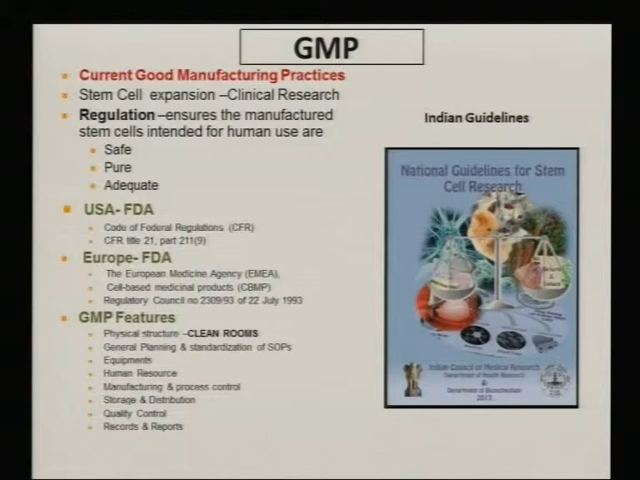 GMP
Current Good Manufacturing Practices
Stem Cell expansion –Clinical Research
Regulation –ensures the manufactured
stem cells intended for human use are
Safe
Pure
Adequate
USA- FDA
Code of Federal Regulations (CFR)
CFR title 21, part 211(9)
Europe- FDA
The European Medicine Agency (EMEA),
Cell-based medicinal products (CBMP)
Regulatory Council no 2309/93 of 22 July 1993
GMP Features
Physical structure –CLEAN ROOMS
General Planning & standardization of SOPs
Equipments
Human Resource
Manufacturing & process control
Storage & Distribution
Quality Control
Records & Reports
Indian Guidelines
National Guidelines for Stem
Cell Research
Indian Council of Medical Research
Department of Health Research
&
Department of Biotechnology